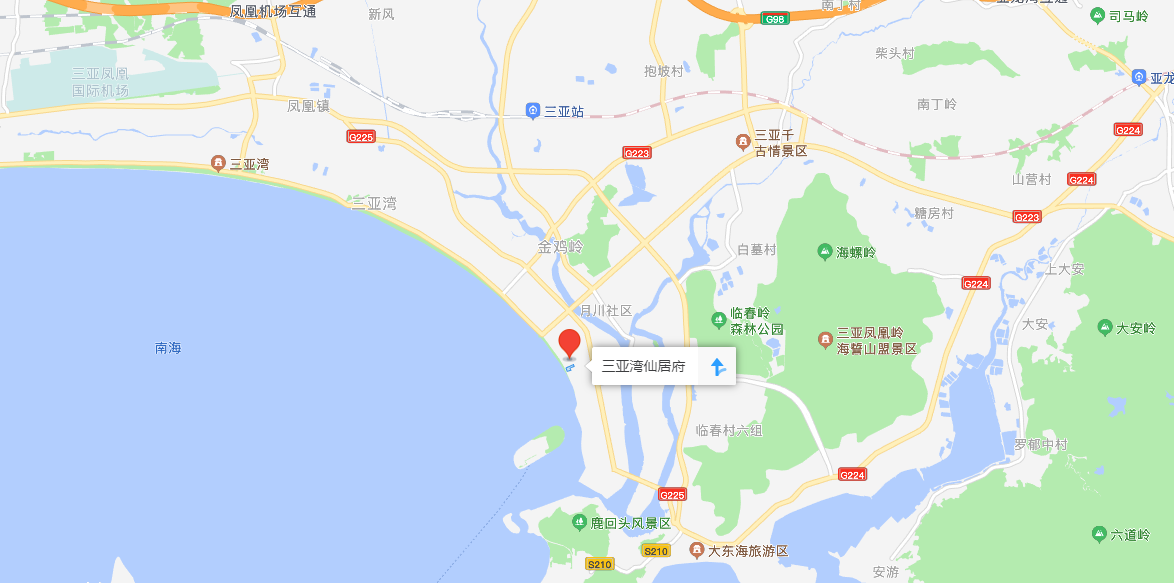 凤凰机场互通
新风
G98
南丁村
司马岭
柴头村
三亚凤凰
国际机场
抱坡村
亚龙
凤凰镇
三亚站
南丁岭
G225
G223
三亚千
古情景区
G224
三亚湾
山营村
G224
三亚湾
糖房村
G223
金鸡岭
白墓村
海螺岭
上大安
G224
月川社区
临春岭
森林公园
大安
大安岭
三亚凤凰岭
海誓山盟景区
南海
三亚湾仙居府
临春村六组
罗郁中村
G224
G225
鹿回头风景区
六道岭
S210
大东海旅游区
S210
安游